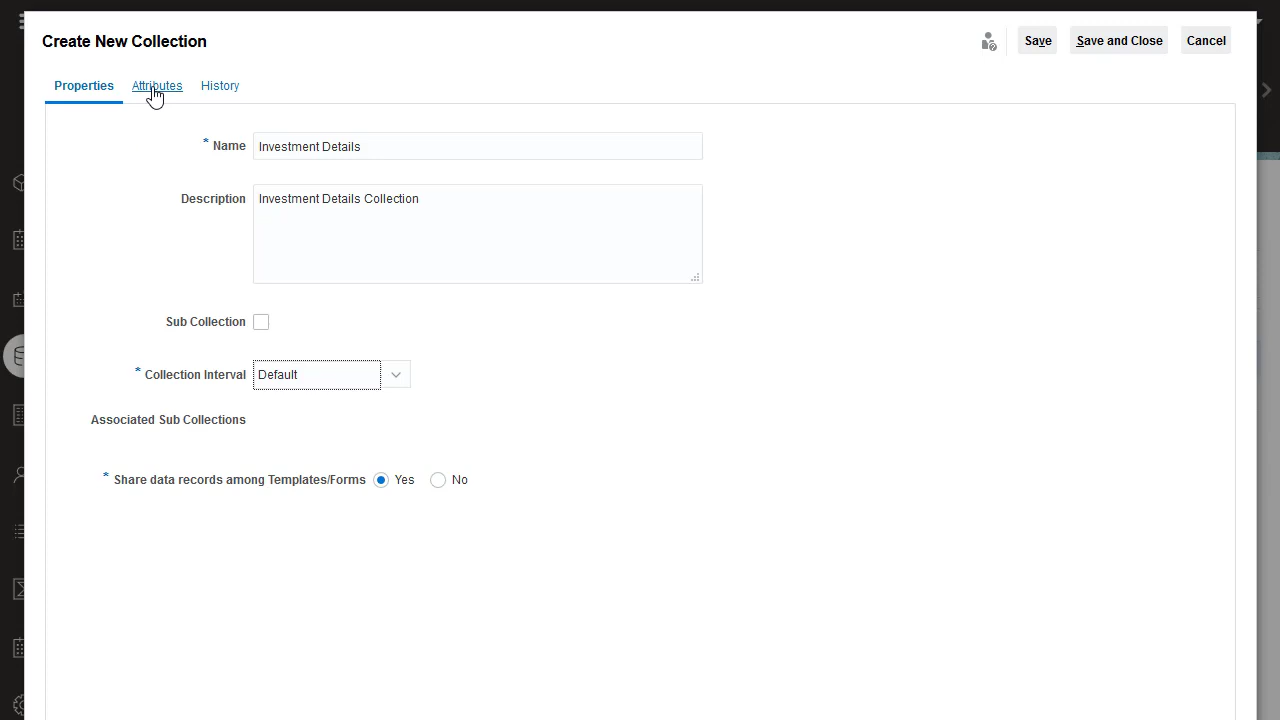 Create New Collection
Save
Save and Close
Cancel
Properties
Attributes
History
* Name
Investment Details
Description
Investment Details Collection
Sub Collection
* Collection Interval
Default
Associated Sub Collections
* Share data records among Templates/Forms
Yes
No